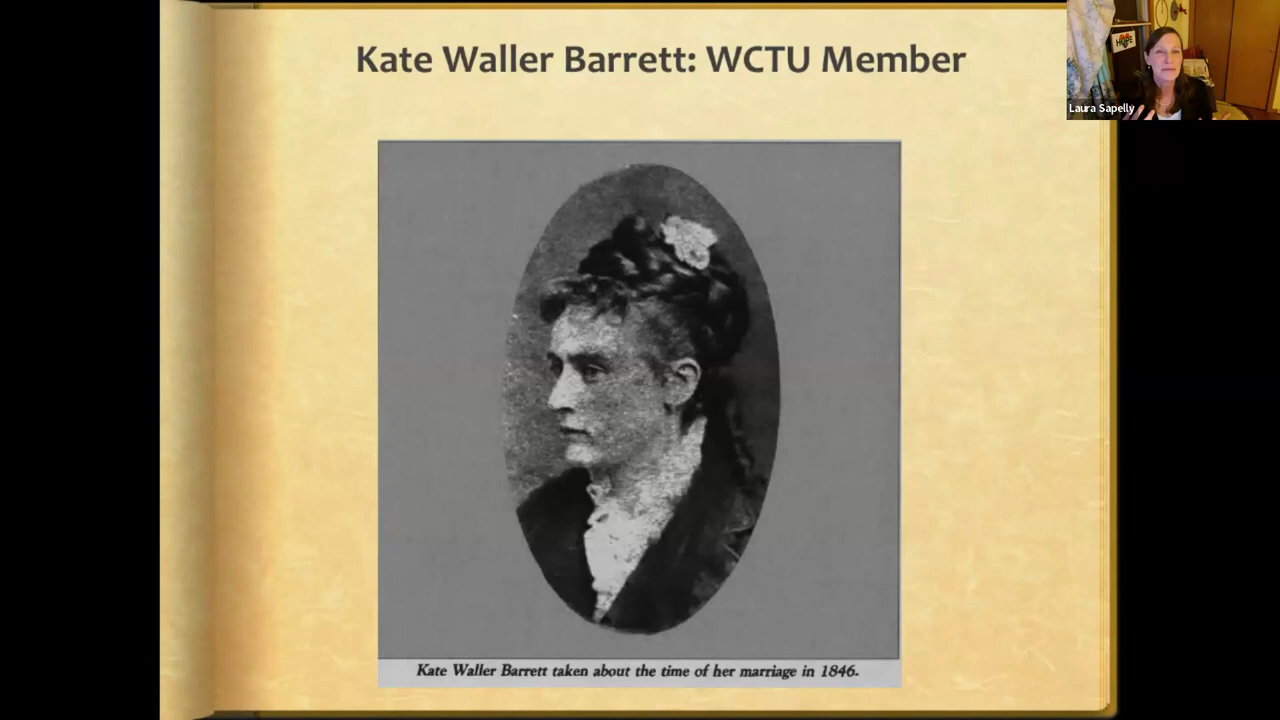 Kate Waller Barrett: WCTU Member
HOPE
Laura Sapelly
Kate Waller Barrett taken about the time of her marriage in 1846.